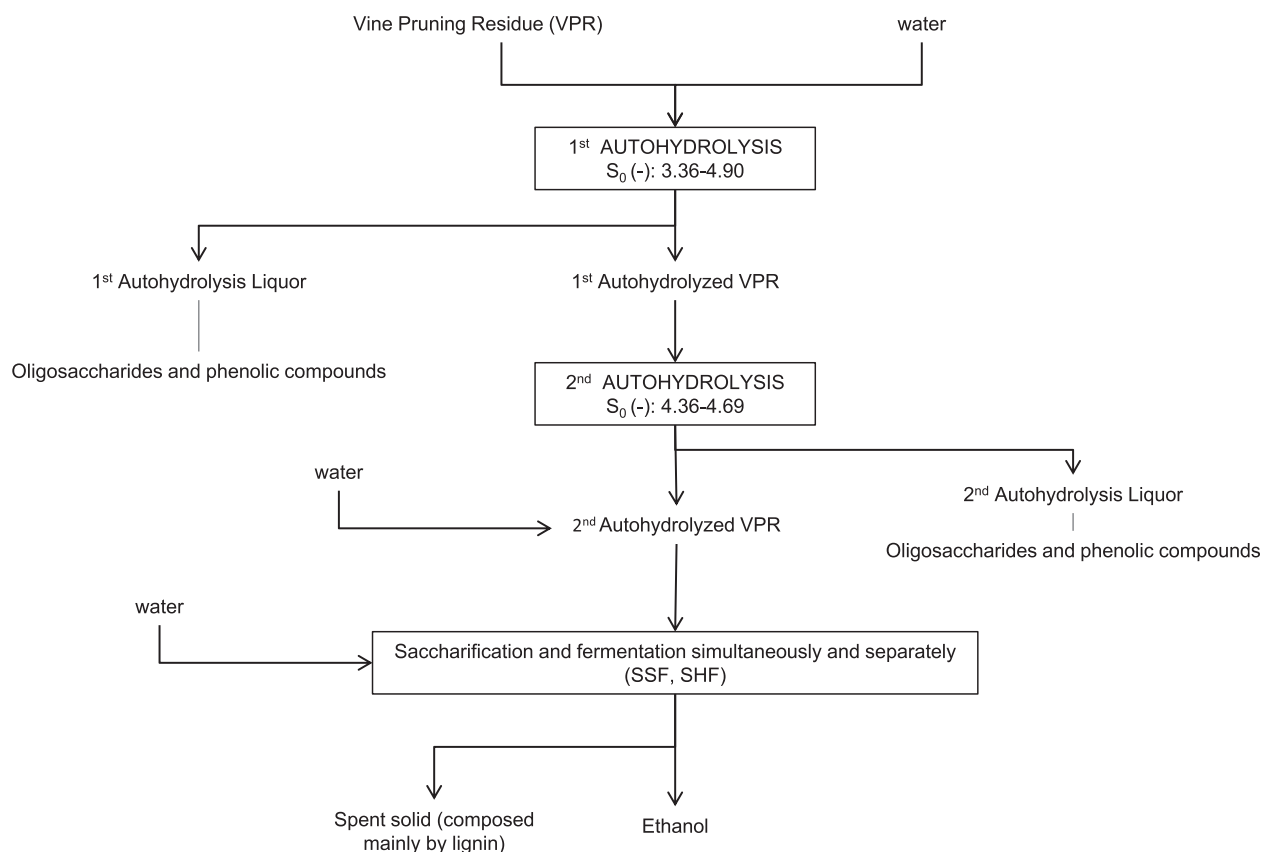 Vine Pruning Residue (VPR)
water
1st AUTOHYDROLYSIS
S0 (-): 3.36-4.90
1st Autohydrolysis Liquor
1st Autohydrolyzed VPR
Oligosaccharides and phenolic compounds
2nd AUTOHYDROLYSIS
S0 (-): 4.36-4.69
water
2nd Autohydrolysis Liquor
2nd Autohydrolyzed VPR
Oligosaccharides and phenolic compounds
water
Saccharification and fermentation simultaneously and separately
(SSF, SHF)
Spent solid (composed
mainly by lignin)
Ethanol